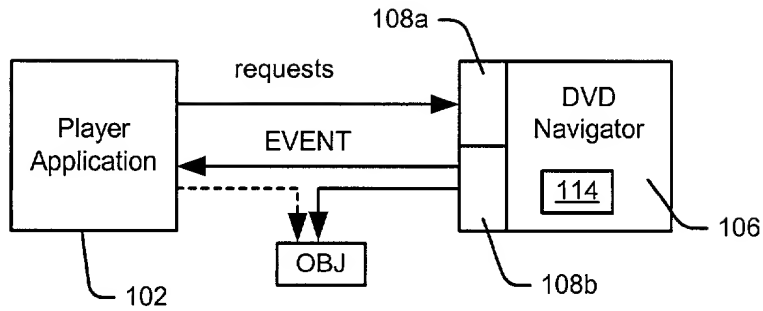 108a
requests
DVD
Navigator
Player
Application
EVENT
114
106
OBJ
102
108b